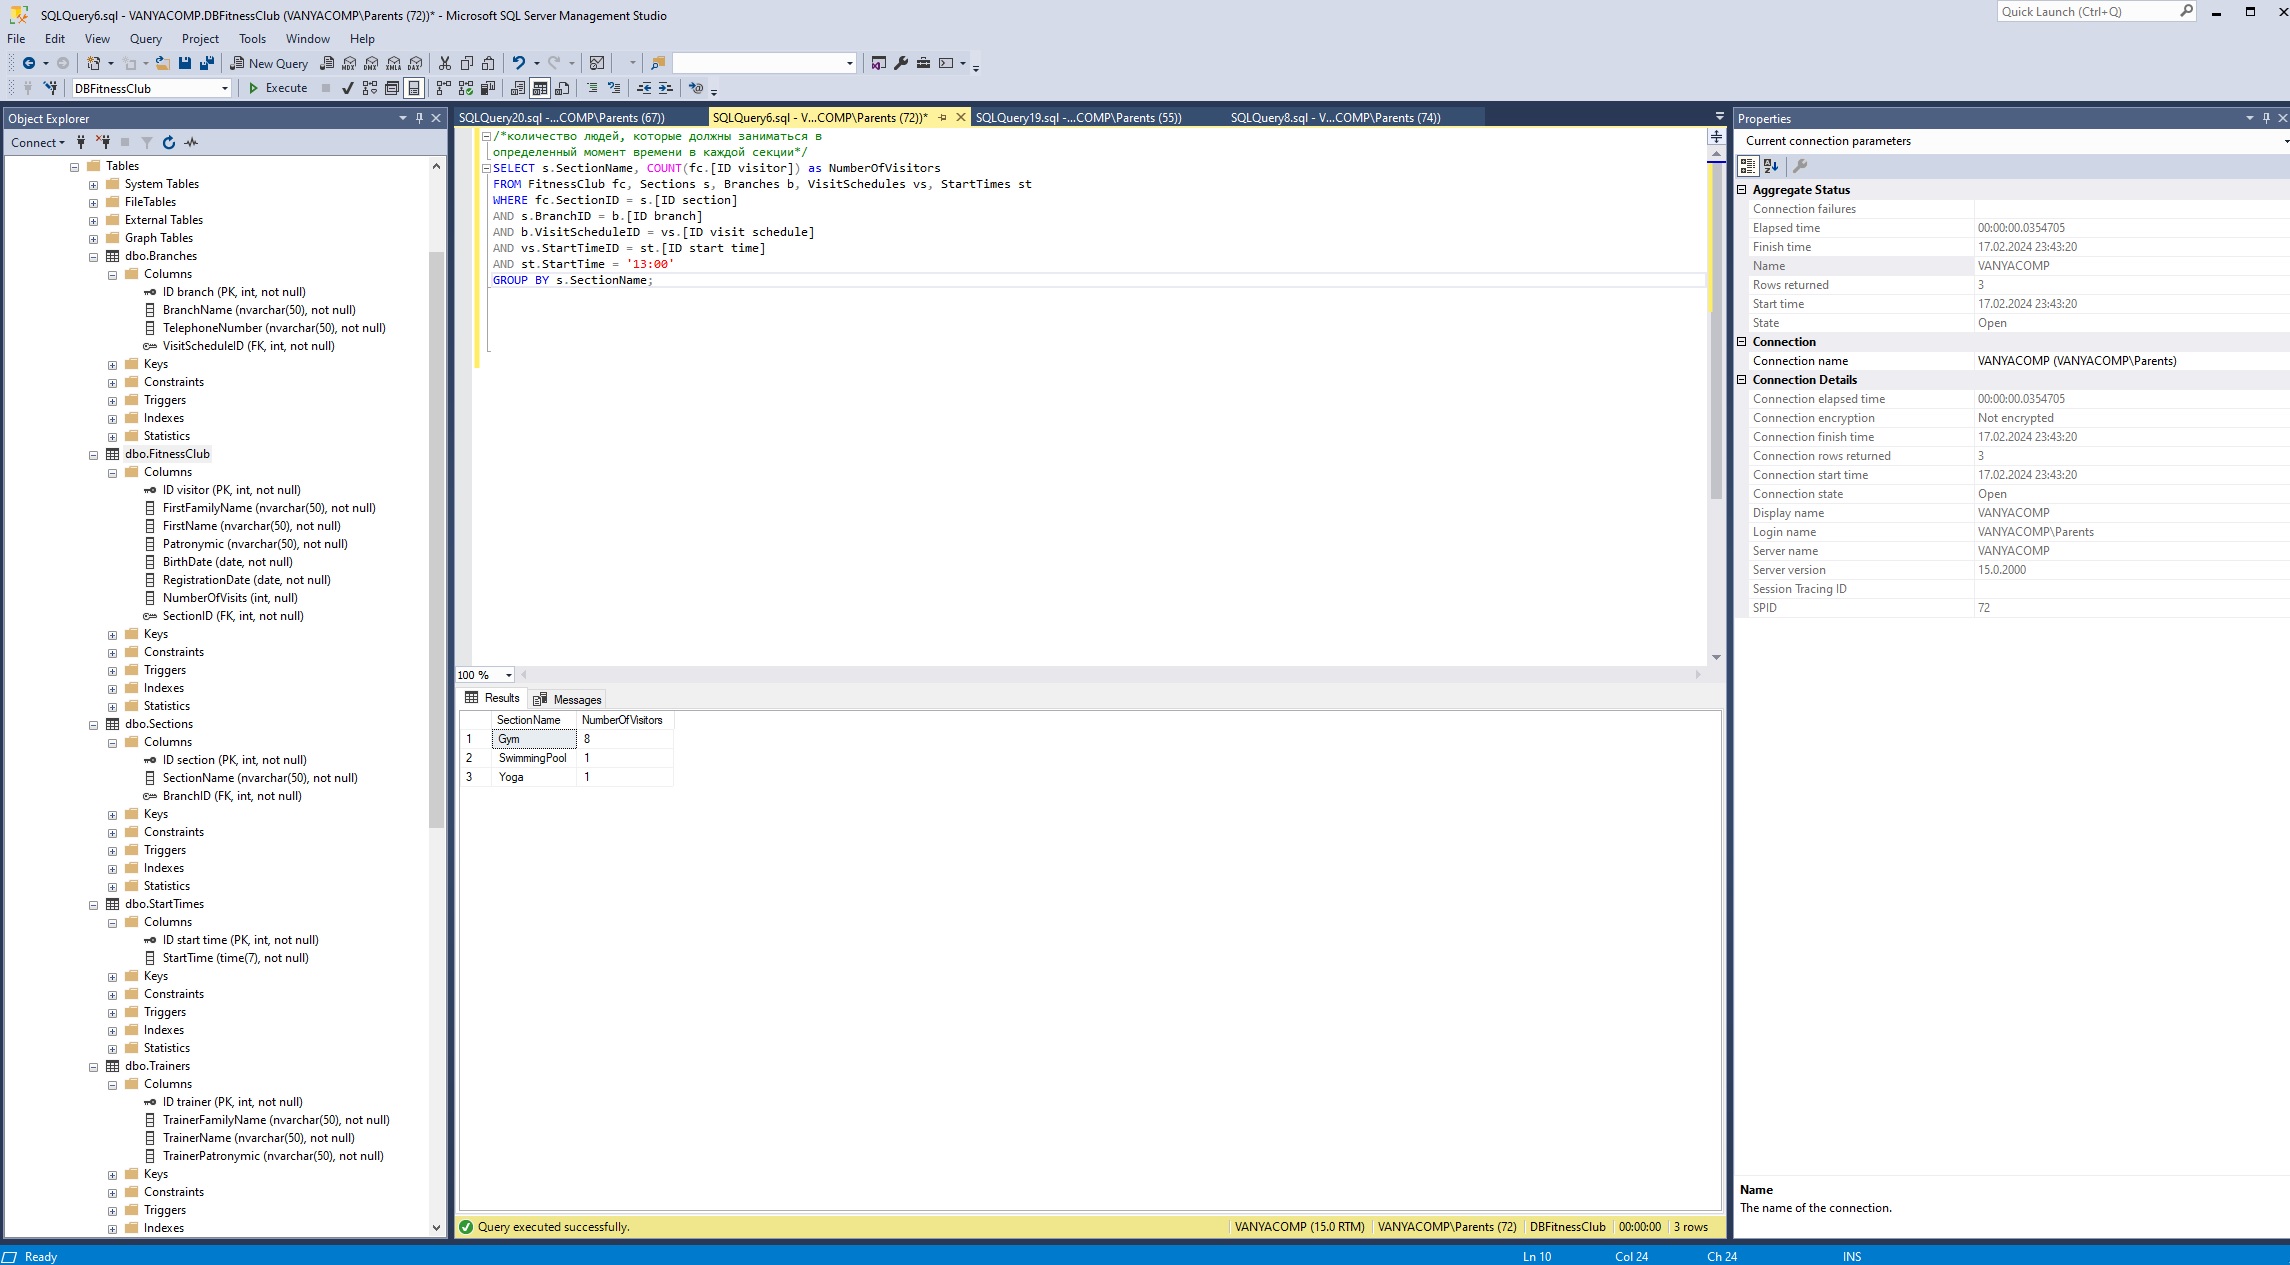 SQLQuery6.sql - VANYACOMP.DBFitnessClub (VANYACOMP\Parents (72))* - Microsoft SQL Server Management Studio
Quick Launch (Ctrl+Q)
File Edit View Query Project Tools Window Help
New Query
DBFitnessClub
Execute
Object Explorer
Connect
Tables
System Tables
FileTables
External Tables
Graph Tables
dbo.Branches
Columns
ID branch (PK, int, not null)
BranchName (nvarchar(50), not null)
TelephoneNumber (nvarchar(50), not null)
VisitScheduleID (FK, int, not null)
Keys
Constraints
Triggers
Indexes
Statistics
dbo.FitnessClub
Columns
ID visitor (PK, int, not null)
FirstFamilyName (nvarchar(50), not null)
FirstName (nvarchar(50), not null)
Patronymic (nvarchar(50), not null)
BirthDate (date, not null)
RegistrationDate (date, not null)
NumberOfVisits (int, null)
SectionID (FK, int, not null)
Keys
Constraints
Triggers
Indexes
Statistics
dbo.Sections
Columns
ID section (PK, int, not null)
SectionName (nvarchar(50), not null)
BranchID (FK, int, not null)
Keys
Constraints
Triggers
Indexes
Statistics
dbo.StartTimes
Columns
ID start time (PK, int, not null)
StartTime (time(7), not null)
Keys
Constraints
Triggers
Indexes
Statistics
dbo.Trainers
Columns
ID trainer (PK, int, not null)
TrainerFamilyName (nvarchar(50), not null)
TrainerName (nvarchar(50), not null)
TrainerPatronymic (nvarchar(50), not null)
Keys
Constraints
Triggers
Indexes
SQLQuery20.sql -...COMP\Parents (67)) SQLQuery6.sql - V...COMP\Parents (72))* SQLQuery19.sql -...COMP\Parents (55)) SQLQuery8.sql - V...COMP\Parents (74))
/*количество людей, которые должны заниматься в
определенный момент времени в каждой секции*/
SELECT s.SectionName, COUNT(fc.[ID visitor]) as NumberOfVisitors
FROM FitnessClub fc, Sections s, Branches b, VisitSchedules vs, StartTimes st
WHERE fc.SectionID = s.[ID section]
AND s.BranchID = b.[ID branch]
AND b.VisitScheduleID = vs.[ID visit schedule]
AND vs.StartTimeID = st.[ID start time]
AND st.StartTime = '13:00'
GROUP BY s.SectionName;
100 %
Results Messages
SectionName NumberOfVisitors
1 Gym 8
2 SwimmingPool 1
3 Yoga 1
Query executed successfully. VANYACOMP (15.0 RTM) VANYACOMP\Parents (72) DBFitnessClub 00:00:00 3 rows
Properties
Current connection parameters
Aggregate Status
Connection failures
Elapsed time 00:00:00.0354705
Finish time 17.02.2024 23:43:20
Name VANYACOMP
Rows returned 3
Start time 17.02.2024 23:43:20
State Open
Connection
Connection name VANYACOMP (VANYACOMP\Parents)
Connection Details
Connection elapsed time 00:00:00.0354705
Connection encryption Not encrypted
Connection finish time 17.02.2024 23:43:20
Connection rows returned 3
Connection start time 17.02.2024 23:43:20
Connection state Open
Display name VANYACOMP
Login name VANYACOMP\Parents
Server name VANYACOMP
Server version 15.0.2000
Session Tracing ID
SPID 72
Name
The name of the connection.
Ready Ln 10 Col 24 Ch 24 INS